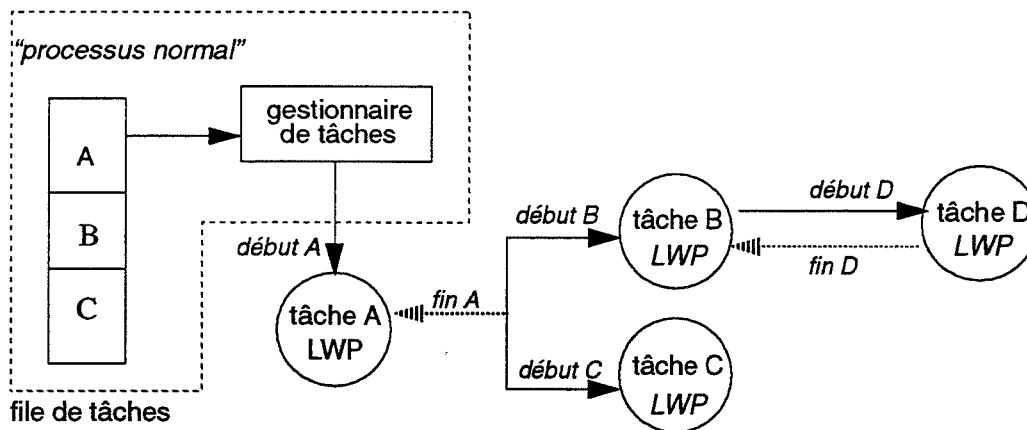 “processus normal”
A
B
C
gestionnaire
de tâches
début A
tâche A
LWP
fin A
début B
tâche B
LWP
début D
fin D
tâche D
LWP
début C
tâche C
LWP
file de tâches